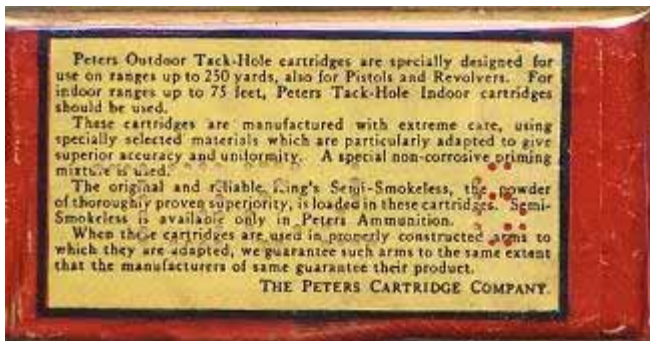 Peters Outdoor Tack-Hole cartridges are specially designed for
use on ranges up to 250 yards, also for Pistols and Revolvers. For
indoor ranges up to 75 feet, Peters Tack-Hole Indoor cartridges
should be used.
These cartridges are manufactured with extreme care, using
specially selected materials which are particularly adapted to give
superior accuracy and uniformity. A special non-corrosive priming
mixture is used.
The original and reliable King's Semi-Smokeless, the powder
of thoroughly proven superiority, is loaded in these cartridges. Semi-
Smokeless is available only in Peters Ammunition.
When these cartridges are used in properly constructed arms to
which they are adapted, we guarantee such arms to the same extent
that the manufacturers of same guarantee their product.
THE PETERS CARTRIDGE COMPANY.